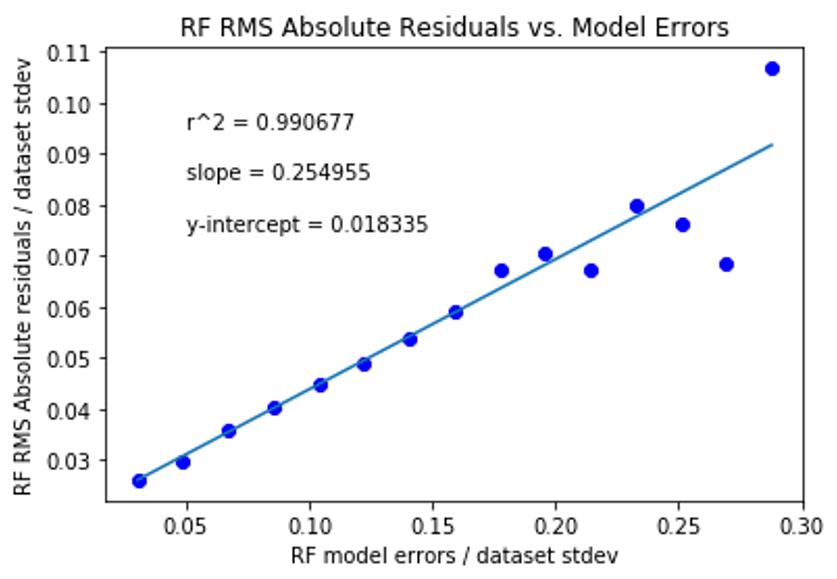 RF RMS Absolute Residuals vs. Model Errors
RF RMS Absolute residuals / dataset stdev
0.11
0.10
0.09
0.08
0.07
0.06
0.05
0.04
0.03
r^2 = 0.990677
slope = 0.254955
y-intercept = 0.018335
0.05
0.10
0.15
0.20
0.25
0.30
RF model errors / dataset stdev